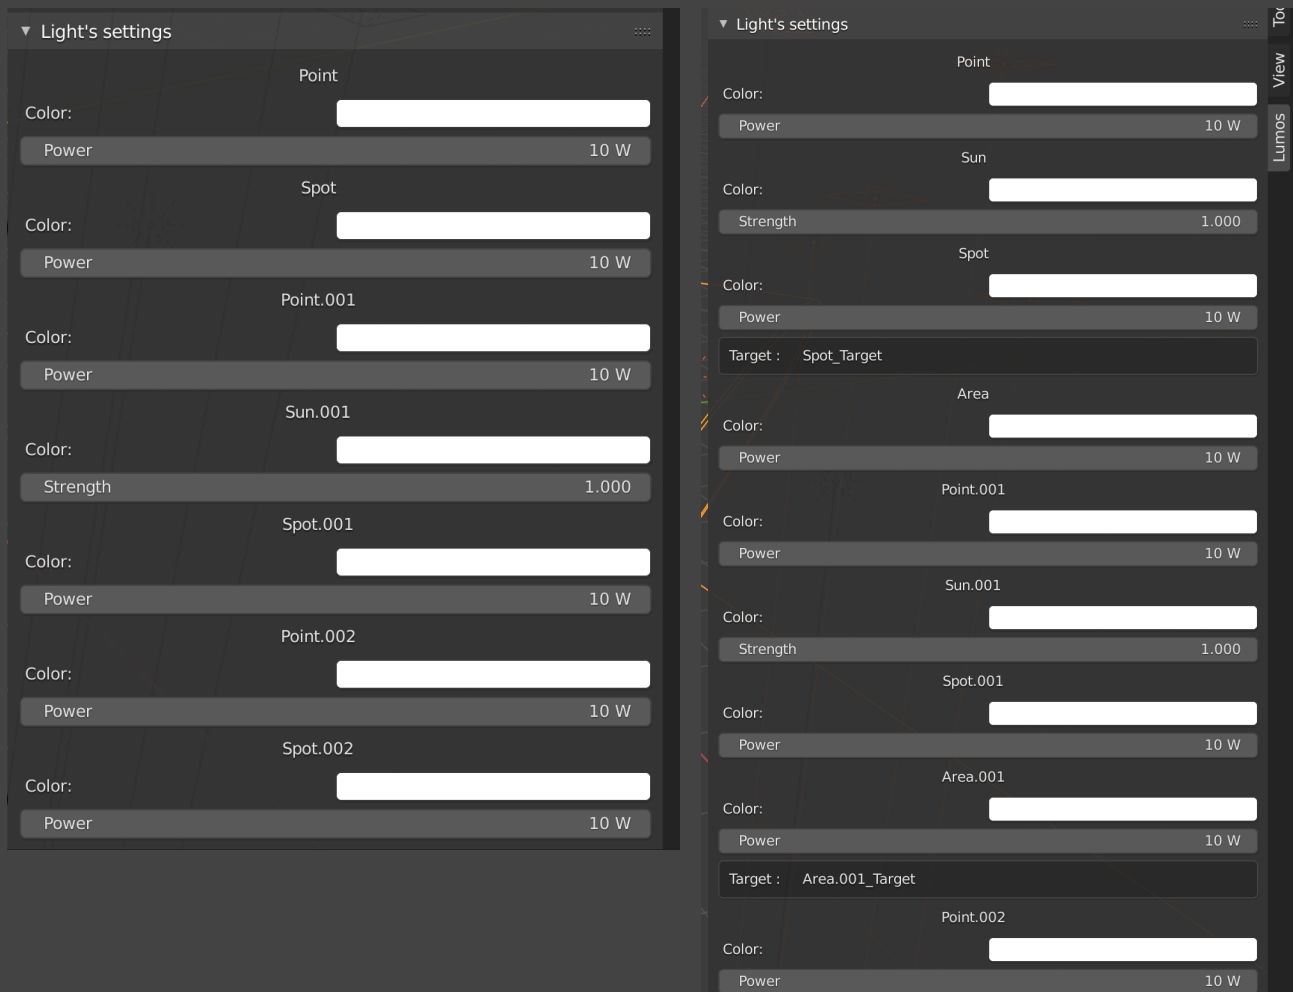 Light's settings
Point
Color:
Power 10 W
Spot
Color:
Power 10 W
Point.001
Color:
Power 10 W
Sun.001
Color:
Strength 1.000
Spot.001
Color:
Power 10 W
Point.002
Color:
Power 10 W
Spot.002
Color:
Power 10 W
Light's settings
Point
Color:
Power 10 W
Sun
Color:
Strength 1.000
Spot
Color:
Power 10 W
Target : Spot_Target
Area
Color:
Power 10 W
Point.001
Color:
Power 10 W
Sun.001
Color:
Strength 1.000
Spot.001
Color:
Power 10 W
Area.001
Color:
Power 10 W
Target : Area.001_Target
Point.002
Color:
Power 10 W
View
Lumos